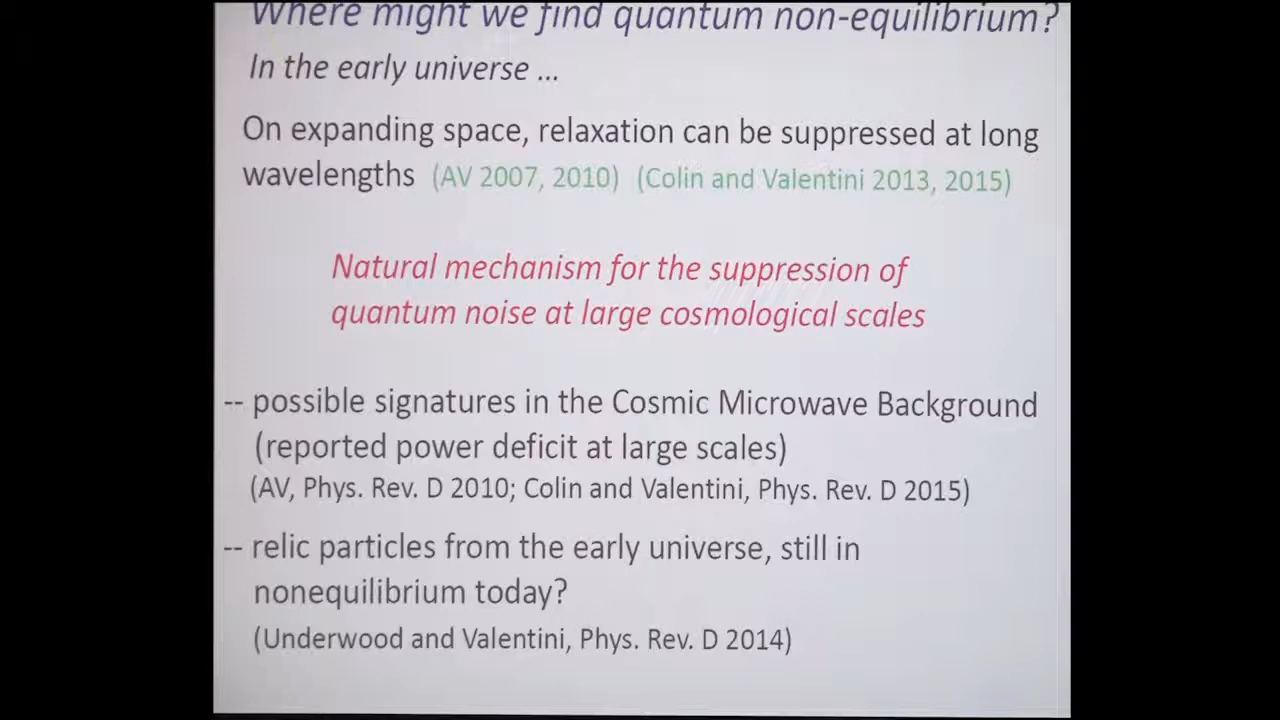 Where might we find quantum non-equilibrium?
In the early universe ...
On expanding space, relaxation can be suppressed at long
wavelengths (AV 2007, 2010) (Colin and Valentini 2013, 2015)
Natural mechanism for the suppression of
quantum noise at large cosmological scales
-- possible signatures in the Cosmic Microwave Background
(reported power deficit at large scales)
(AV, Phys. Rev. D 2010; Colin and Valentini, Phys. Rev. D 2015)
-- relic particles from the early universe, still in
nonequilibrium today?
(Underwood and Valentini, Phys. Rev. D 2014)